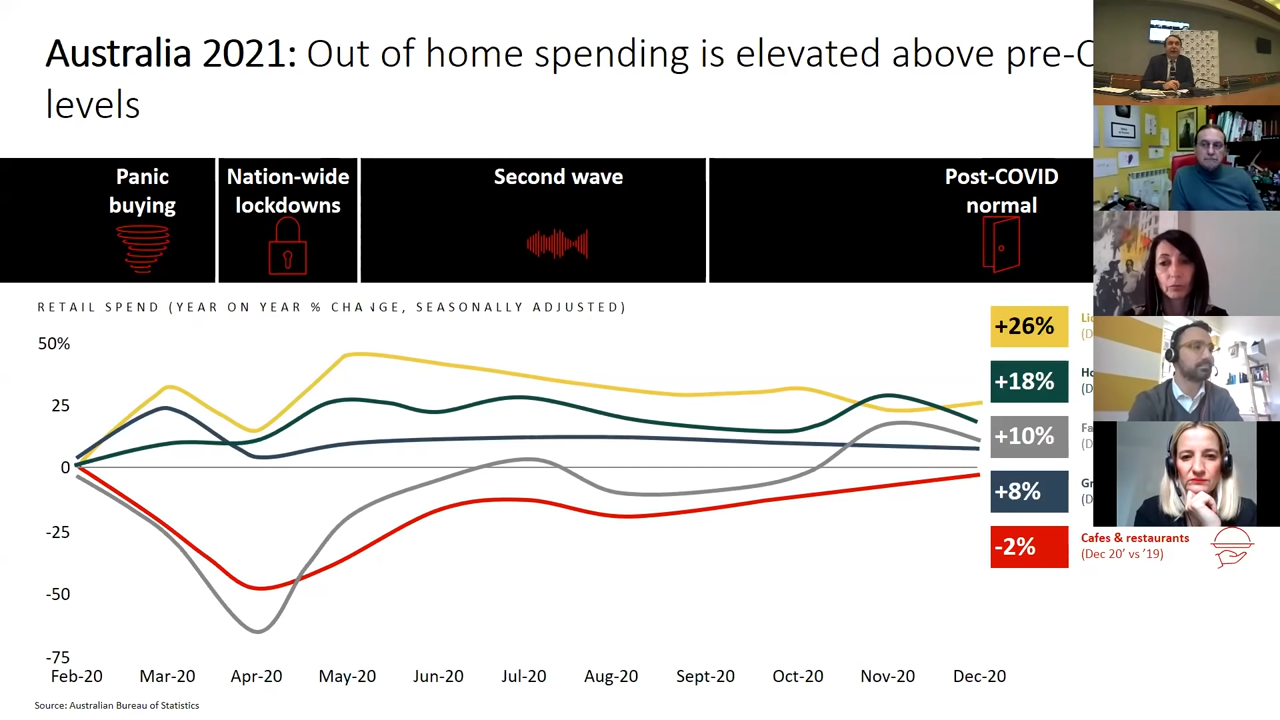 Australia 2021: Out of home spending is elevated above pre-C
levels
Panic
buying
Nation-wide
lockdowns
Second wave
Post-COVID
normal
RETAIL SPEND (YEAR ON YEAR % CHANGE, SEASONALLY ADJUSTED)
50%
25
0
-25
-50
-75
Feb-20 Mar-20 Apr-20 May-20 Jun-20 Jul-20 Aug-20 Sept-20 Oct-20 Nov-20 Dec-20
+26%
+18%
+10%
+8%
-2%
Cafes & restaurants
(Dec 20' vs '19)
Source: Australian Bureau of Statistics